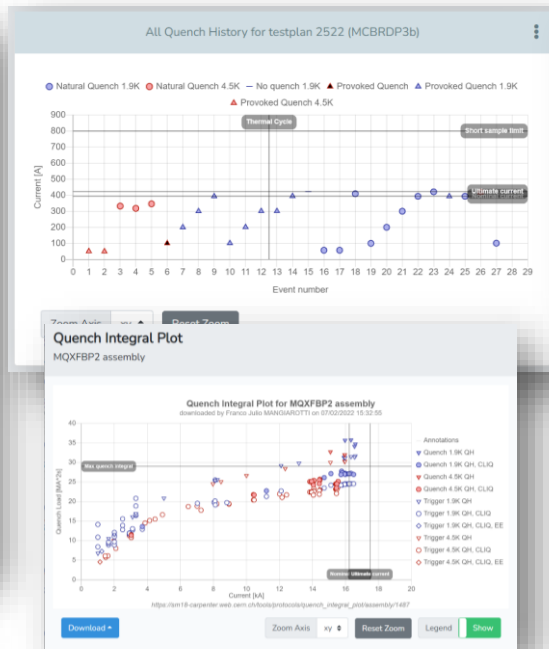 All Quench History for testplan 2522 (MCBRDP3b)
Natural Quench 1.9K Natural Quench 4.5K No quench 1.9K Provoked Quench Provoked Quench 1.9K
Provoked Quench 4.5K
Thermal Cycle
Short sample limit
Ultimate current
Current [A]
900
800
700
600
500
400
300
200
100
0
0 1 2 3 4 5 6 7 8 9 10 11 12 13 14 15 16 17 18 19 20 21 22 23 24 25 26 27 28 29
Event number
Zoom Axis xy Reset Zoom
Quench Integral Plot
MQXFBP2 assembly
Quench Integral Plot for MQXFBP2 assembly
downloaded by Franco Julio MANGIAROTTI on 07/02/2022 15:32:55
Max quench integral
Quench Load [MA^2s]
40
35
30
25
20
15
10
5
0
0 2 4 6 8 10 12 14 16 18 20
Current [kA]
Ultimate current
Annotations
Quench 1.9K QH
Quench 1.9K QH, CLIQ
Quench 4.5K QH
Quench 4.5K QH, CLIQ
Trigger 1.9K QH
Trigger 1.9K QH, CLIQ
Trigger 1.9K QH, CLIQ, EE
Trigger 4.5K QH
Trigger 4.5K QH, CLIQ
Trigger 4.5K QH, CLIQ, EE
https://sm18-carpenter.web.cern.ch/tools/protocols/quench_integral_plot/assembly/1487
Download Zoom Axis xy Reset Zoom Legend Show